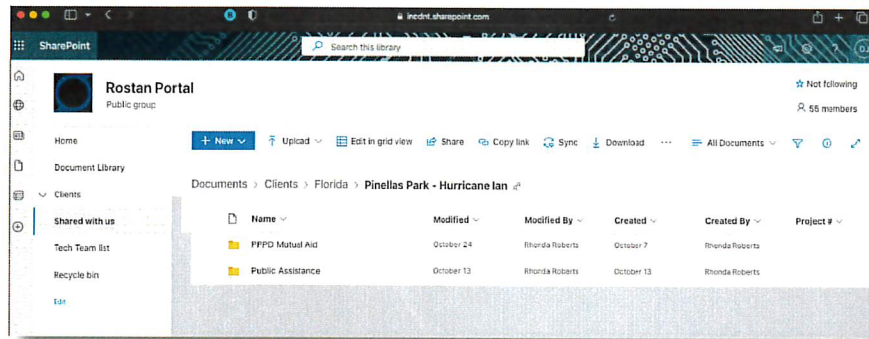 incdnt.sharepoint.com
SharePoint
Search this library
Rostan Portal
Public group
Not following
55 members
Home
Document Library
Clients
Shared with us
Tech Team list
Recycle bin
Edit
+ New
Upload
Edit in grid view
Share
Copy link
Sync
Download
...
All Documents
Documents > Clients > Florida > Pinellas Park - Hurricane Ian
Name Modified Modified By Created Created By Project #
PPPD Mutual Aid October 24 Rhonda Roberts October 7 Rhonda Roberts
Public Assistance October 13 Rhonda Roberts October 13 Rhonda Roberts